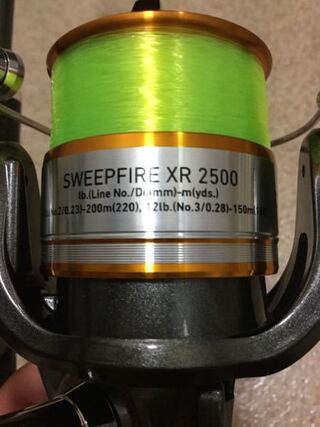 SWEEPFIRE XR 2500
lb.(Line No./Dia.mm)-m(yds.)
No.2/0.23)-200m(220), 12lb.(No.3/0.28)-150m(